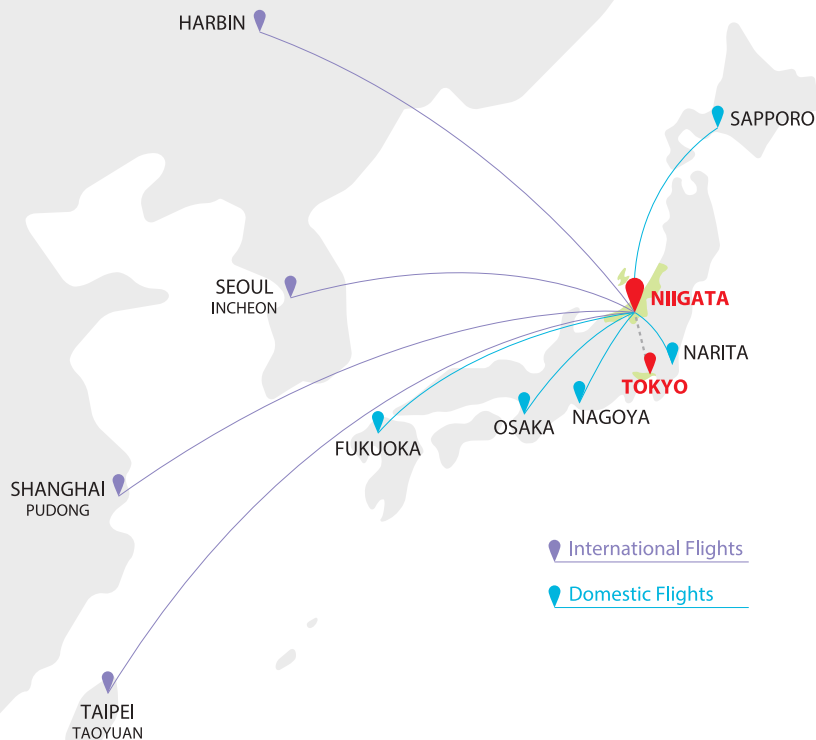 HARBIN
SAPPORO
SEOUL
INCHEON
NIIGATA
NARITA
TOKYO
NAGOYA
OSAKA
FUKUOKA
SHANGHAI
PUDONG
International Flights
Domestic Flights
TAIPEI
TAOYUAN